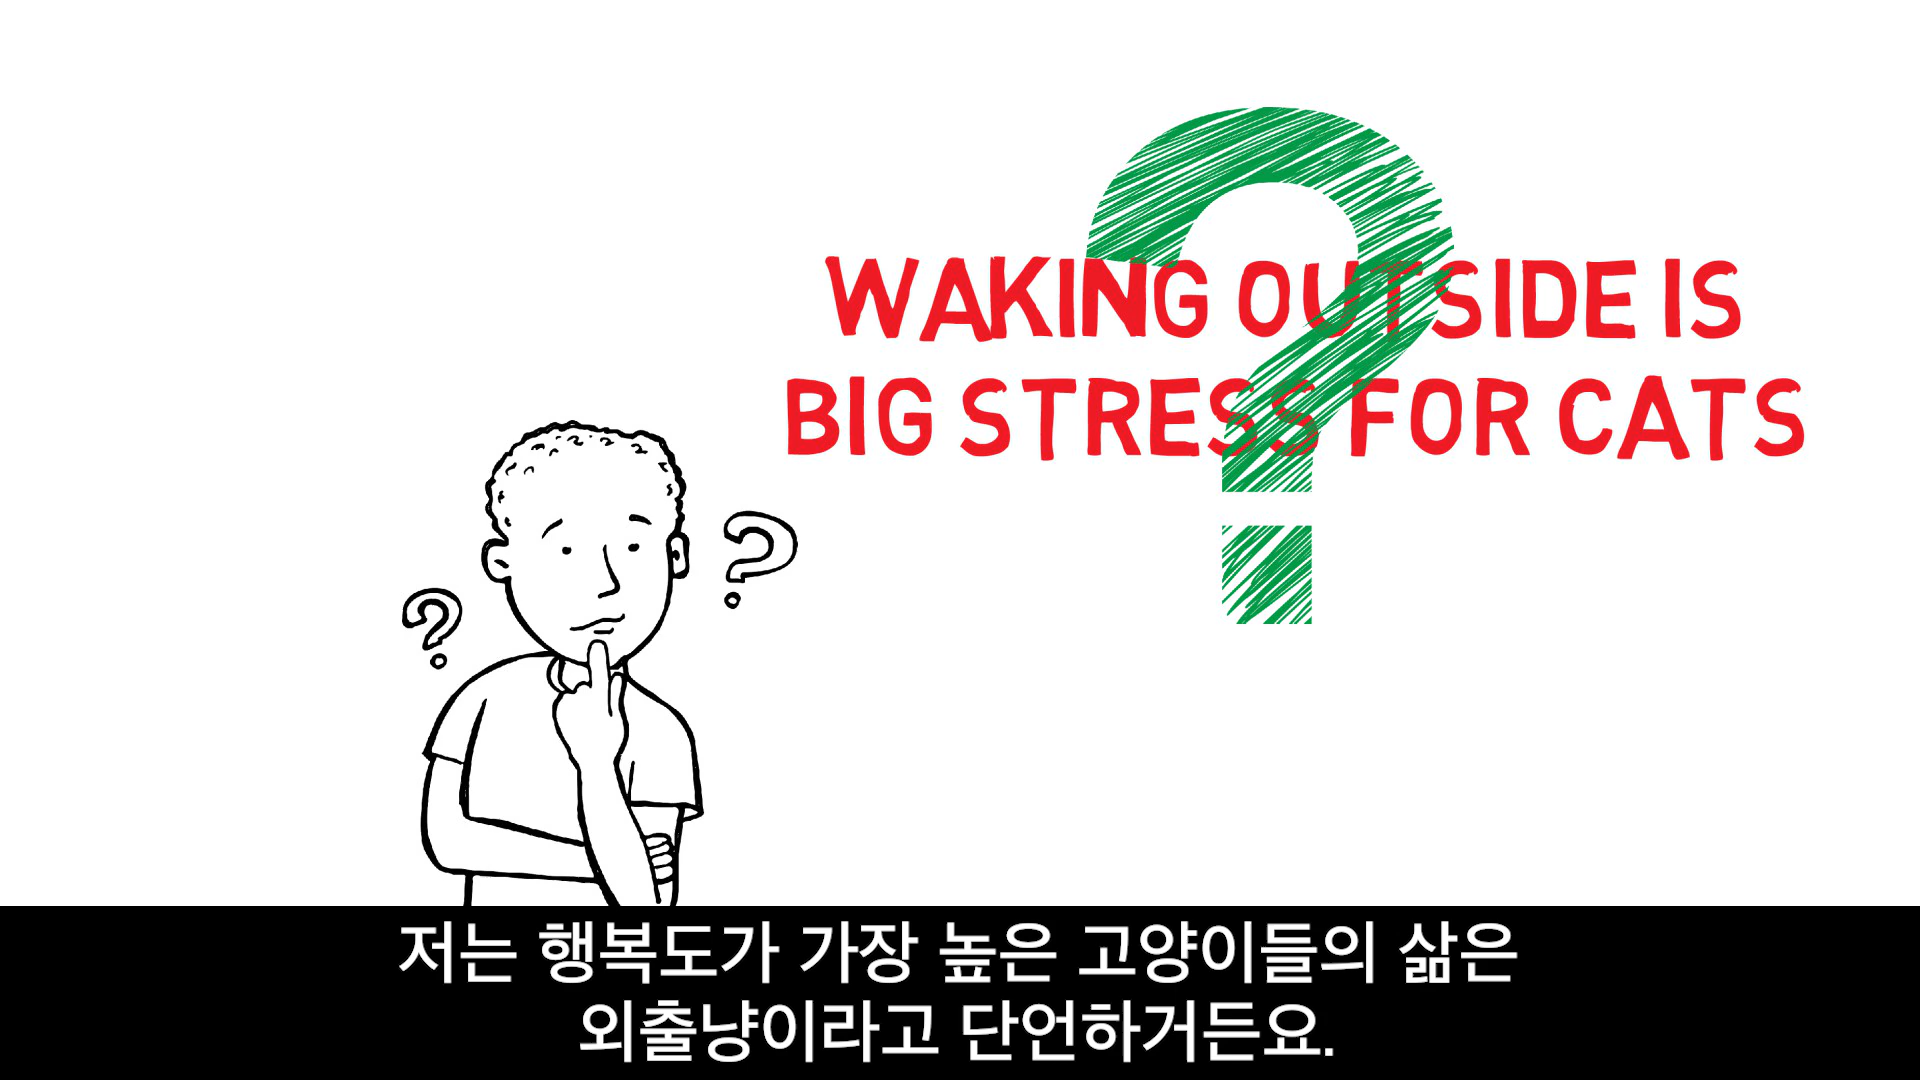 WAKING OUTSIDE IS
BIG STRESS FOR CATS
?
?
?
저는 행복도가 가장 높은 고양이들의 삶은
외출냥이라고 단언하거든요.